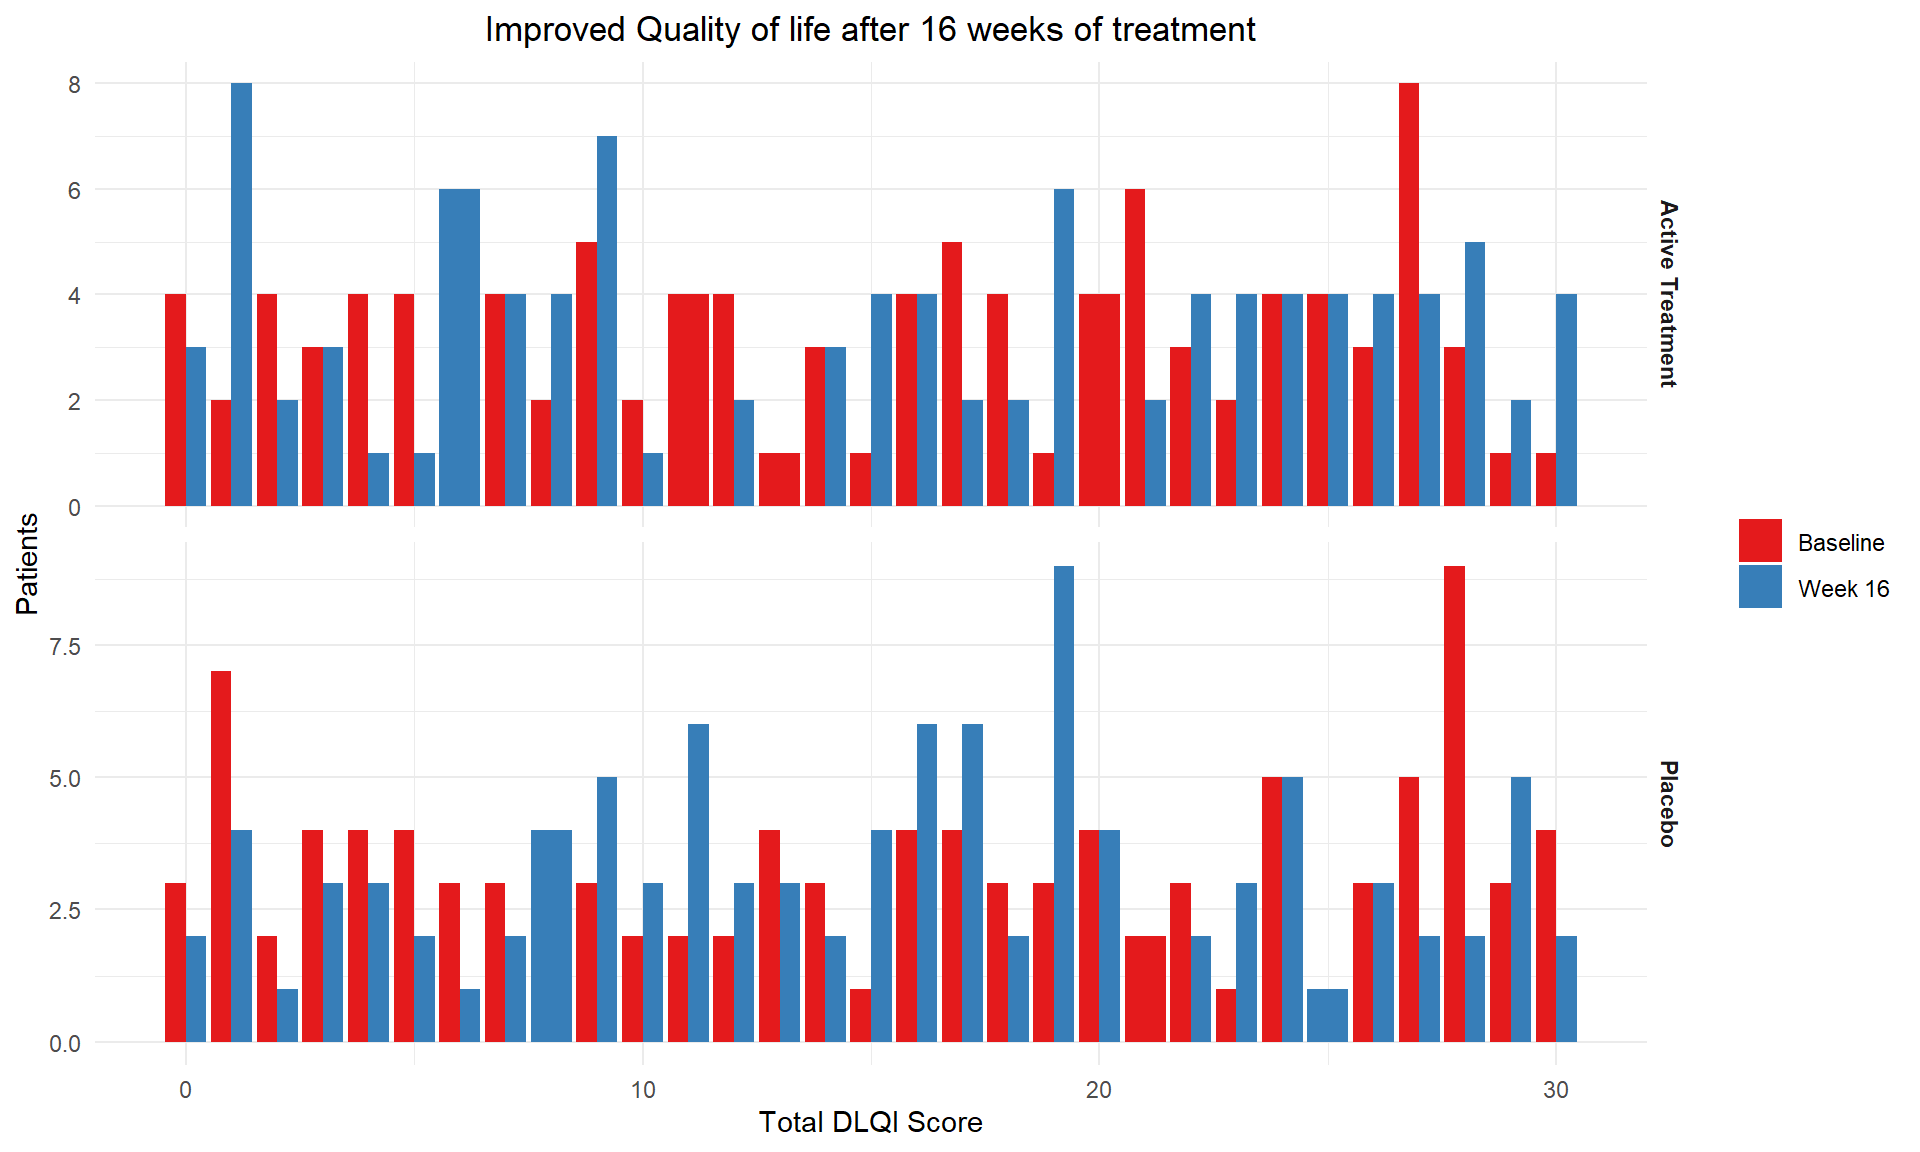 Improved Quality of life after 16 weeks of treatment
8
6
4
2
0
Active Treatment
Patients
7.5
5.0
2.5
0.0
Placebo
0 10 20 30
Total DLQI Score
Baseline
Week 16